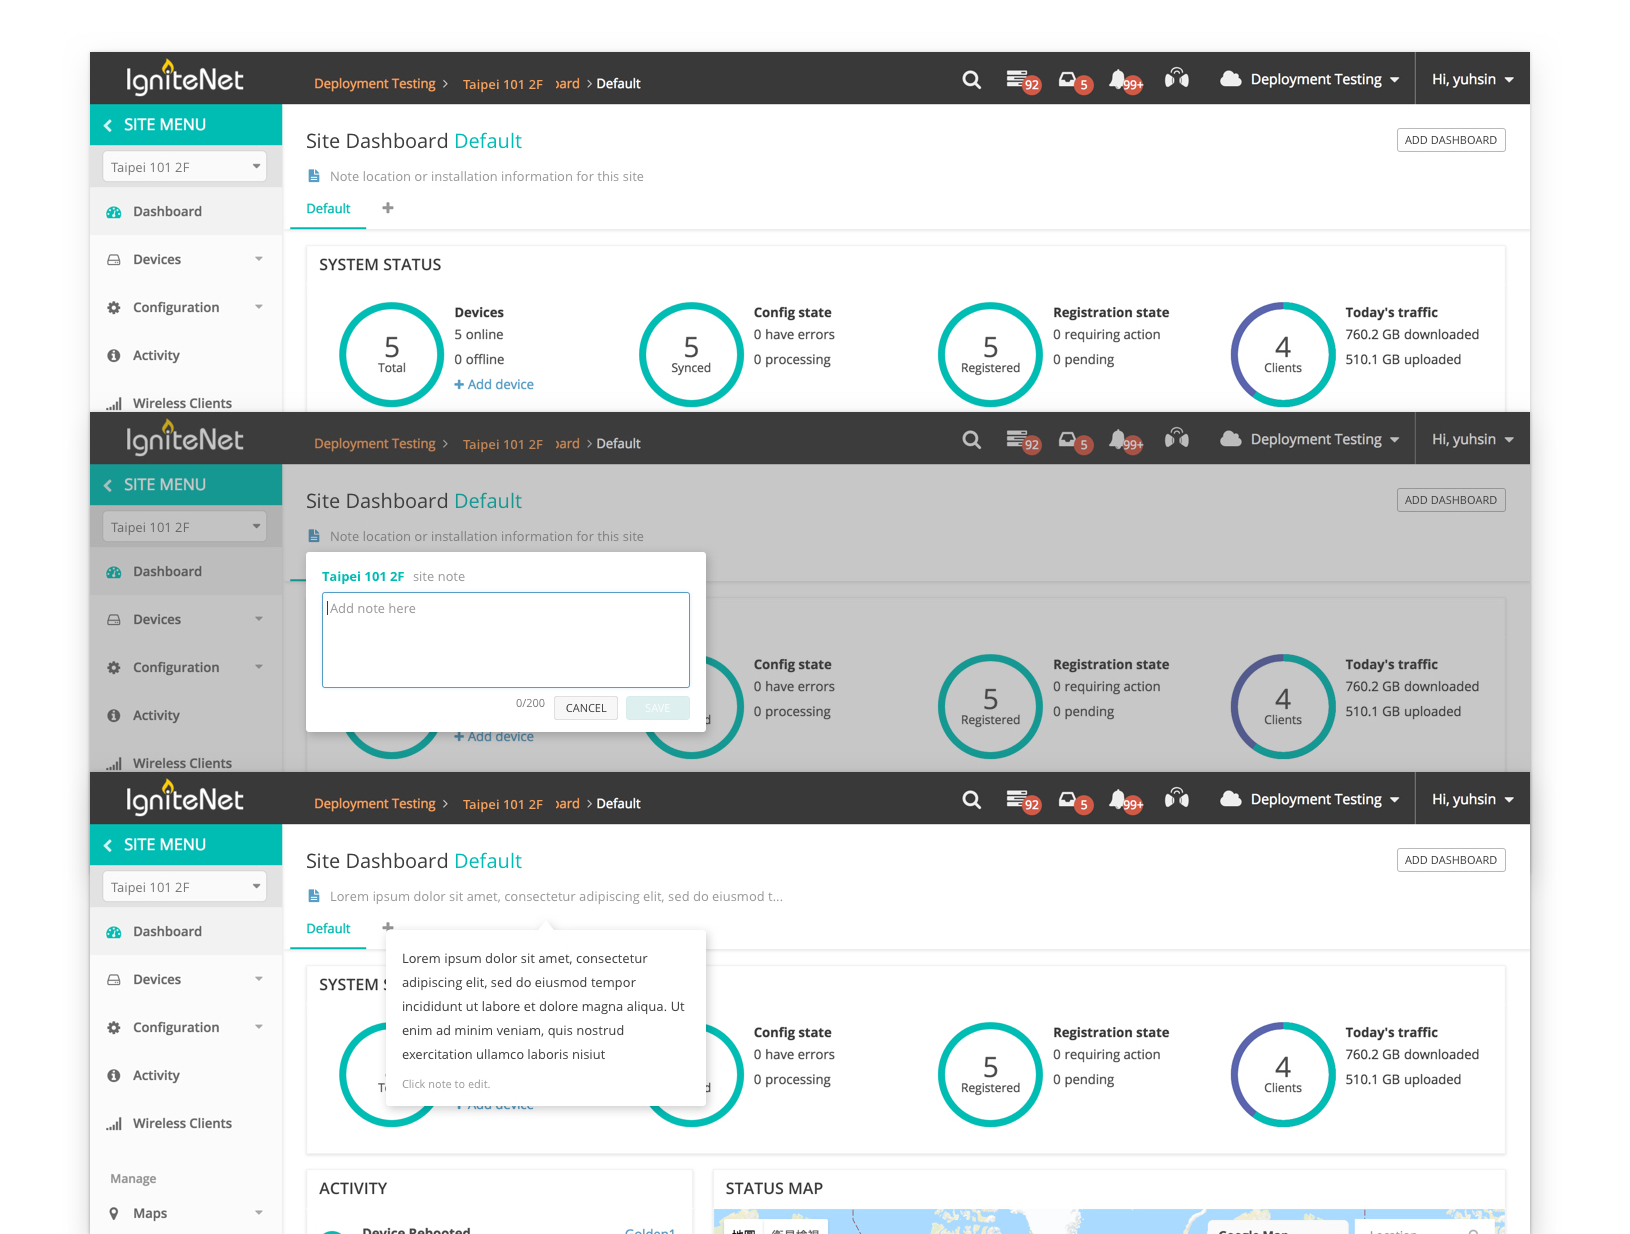 IgniteNet
Deployment Testing > Taipei 101 2F oard > Default
92
5
99+
Deployment Testing
Hi, yuhsin
SITE MENU
Taipei 101 2F
Dashboard
Devices
Configuration
Activity
Wireless Clients
Site Dashboard Default
ADD DASHBOARD
Note location or installation information for this site
Default
SYSTEM STATUS
5
Total
Devices
5 online
0 offline
+ Add device
5
Synced
Config state
0 have errors
0 processing
5
Registered
Registration state
0 requiring action
0 pending
4
Clients
Today's traffic
760.2 GB downloaded
510.1 GB uploaded
IgniteNet
Deployment Testing > Taipei 101 2F oard > Default
92
5
99+
Deployment Testing
Hi, yuhsin
SITE MENU
Taipei 101 2F
Dashboard
Devices
Configuration
Activity
Wireless Clients
Site Dashboard Default
ADD DASHBOARD
Note location or installation information for this site
Taipei 101 2F site note
Add note here
0/200
CANCEL
SAVE
+ Add device
d
Config state
0 have errors
0 processing
5
Registered
Registration state
0 requiring action
0 pending
4
Clients
Today's traffic
760.2 GB downloaded
510.1 GB uploaded
IgniteNet
Deployment Testing > Taipei 101 2F oard > Default
92
5
99+
Deployment Testing
Hi, yuhsin
SITE MENU
Taipei 101 2F
Dashboard
Devices
Configuration
Activity
Wireless Clients
Manage
Maps
Site Dashboard Default
ADD DASHBOARD
Lorem ipsum dolor sit amet, consectetur adipiscing elit, sed do eiusmod t...
Default
SYSTEM
Lorem ipsum dolor sit amet, consectetur
adipiscing elit, sed do eiusmod tempor
incididunt ut labore et dolore magna aliqua. Ut
enim ad minim veniam, quis nostrud
exercitation ullamco laboris nisiut
Click note to edit.
Add device
d
Config state
0 have errors
0 processing
5
Registered
Registration state
0 requiring action
0 pending
4
Clients
Today's traffic
760.2 GB downloaded
510.1 GB uploaded
ACTIVITY
Device Rebooted
Golden1
STATUS MAP
地圖
衛星檢視
Google Map
Location